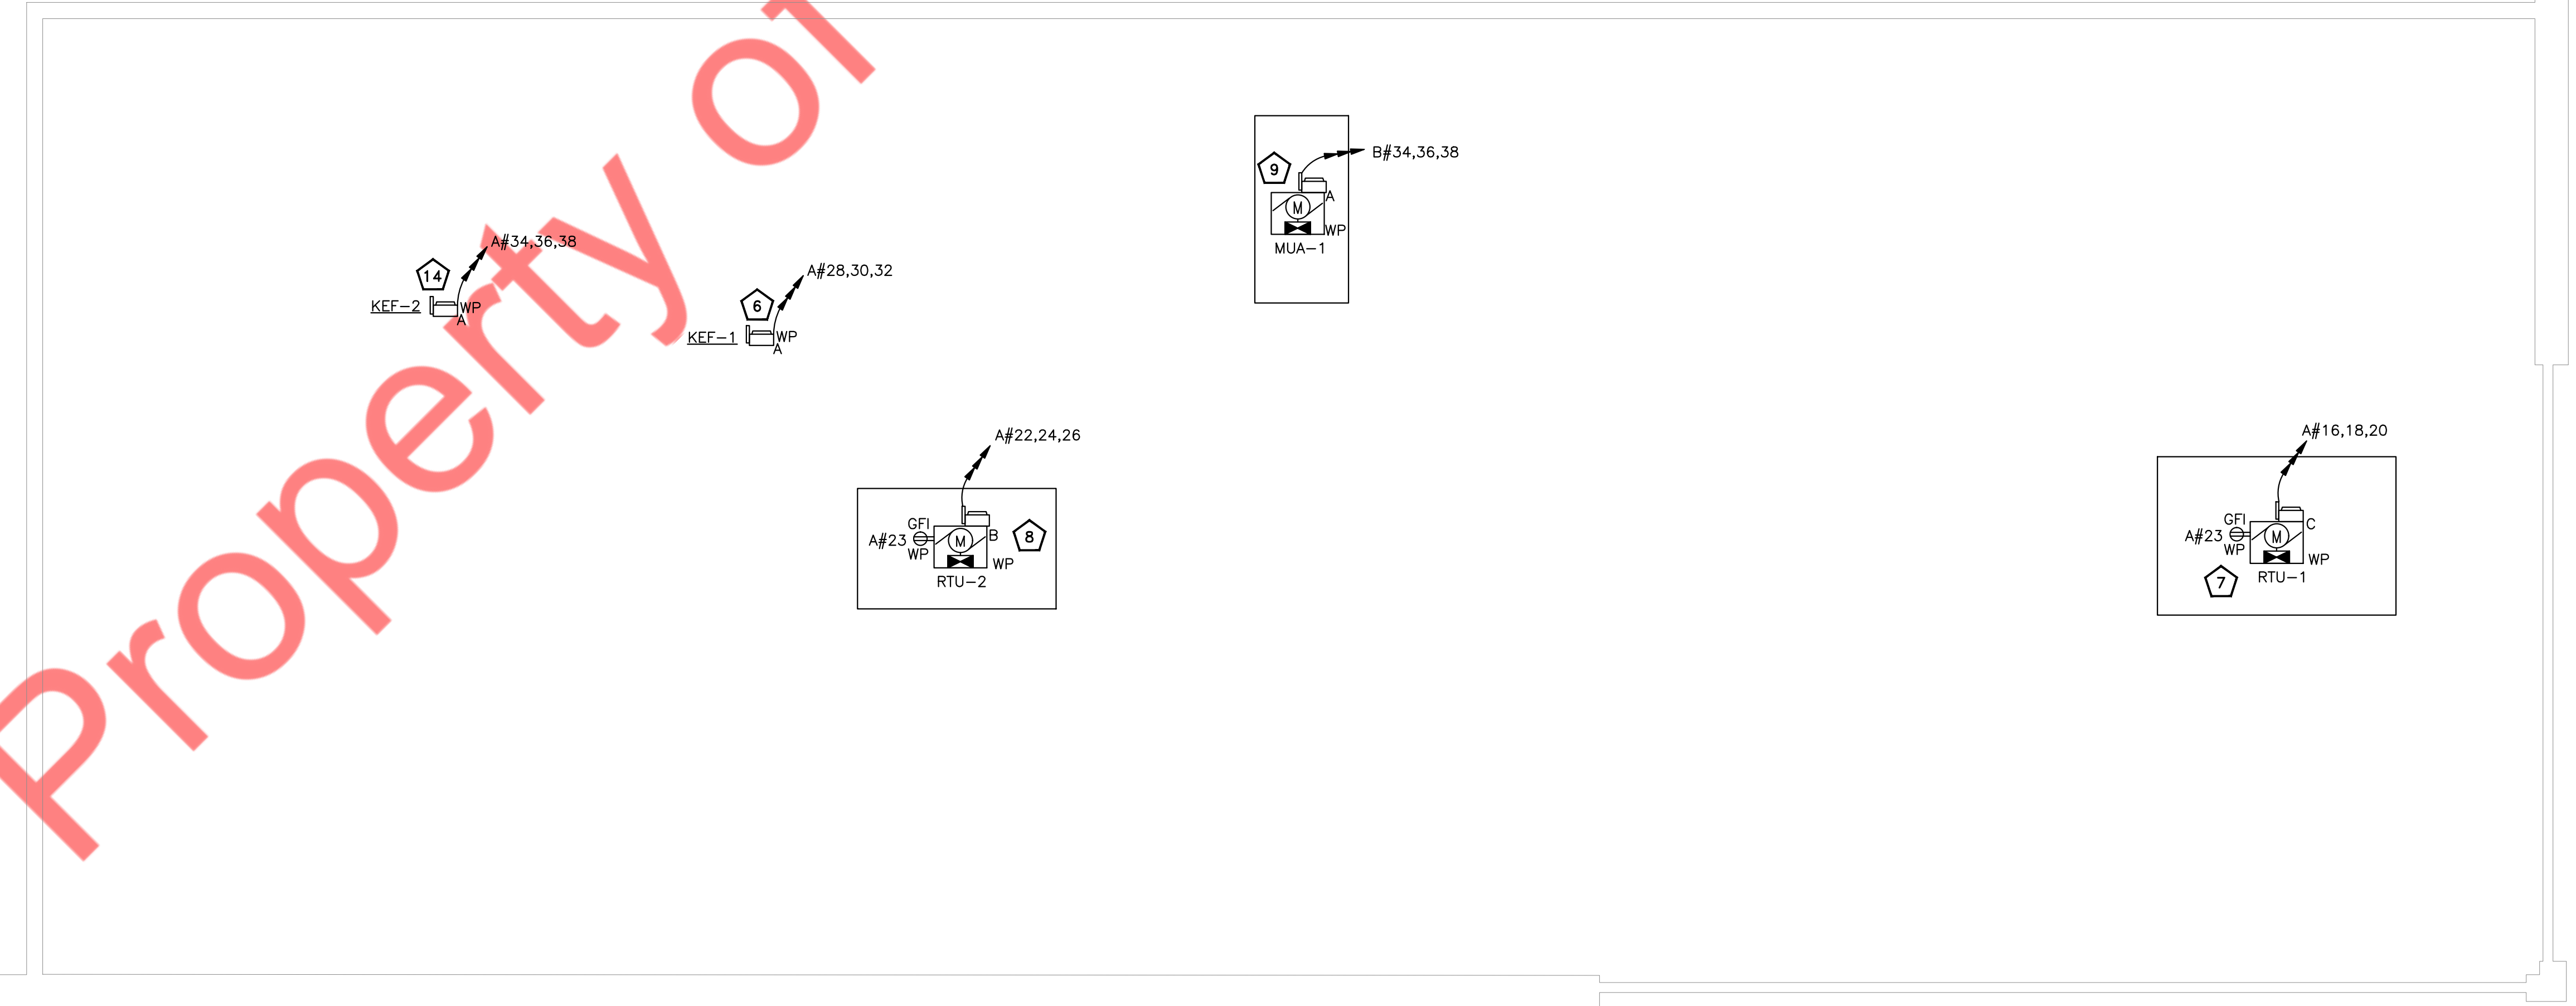 Property of
9
B#34,36,38
A
M
WP
MUA-1
A#34,36,38
14
KEF-2
WP
A
A#28,30,32
6
KEF-1
WP
A
A#22,24,26
GFI
A#23
WP
M
B
8
WP
RTU-2
A#16,18,20
GFI
A#23
WP
M
C
WP
7
RTU-1